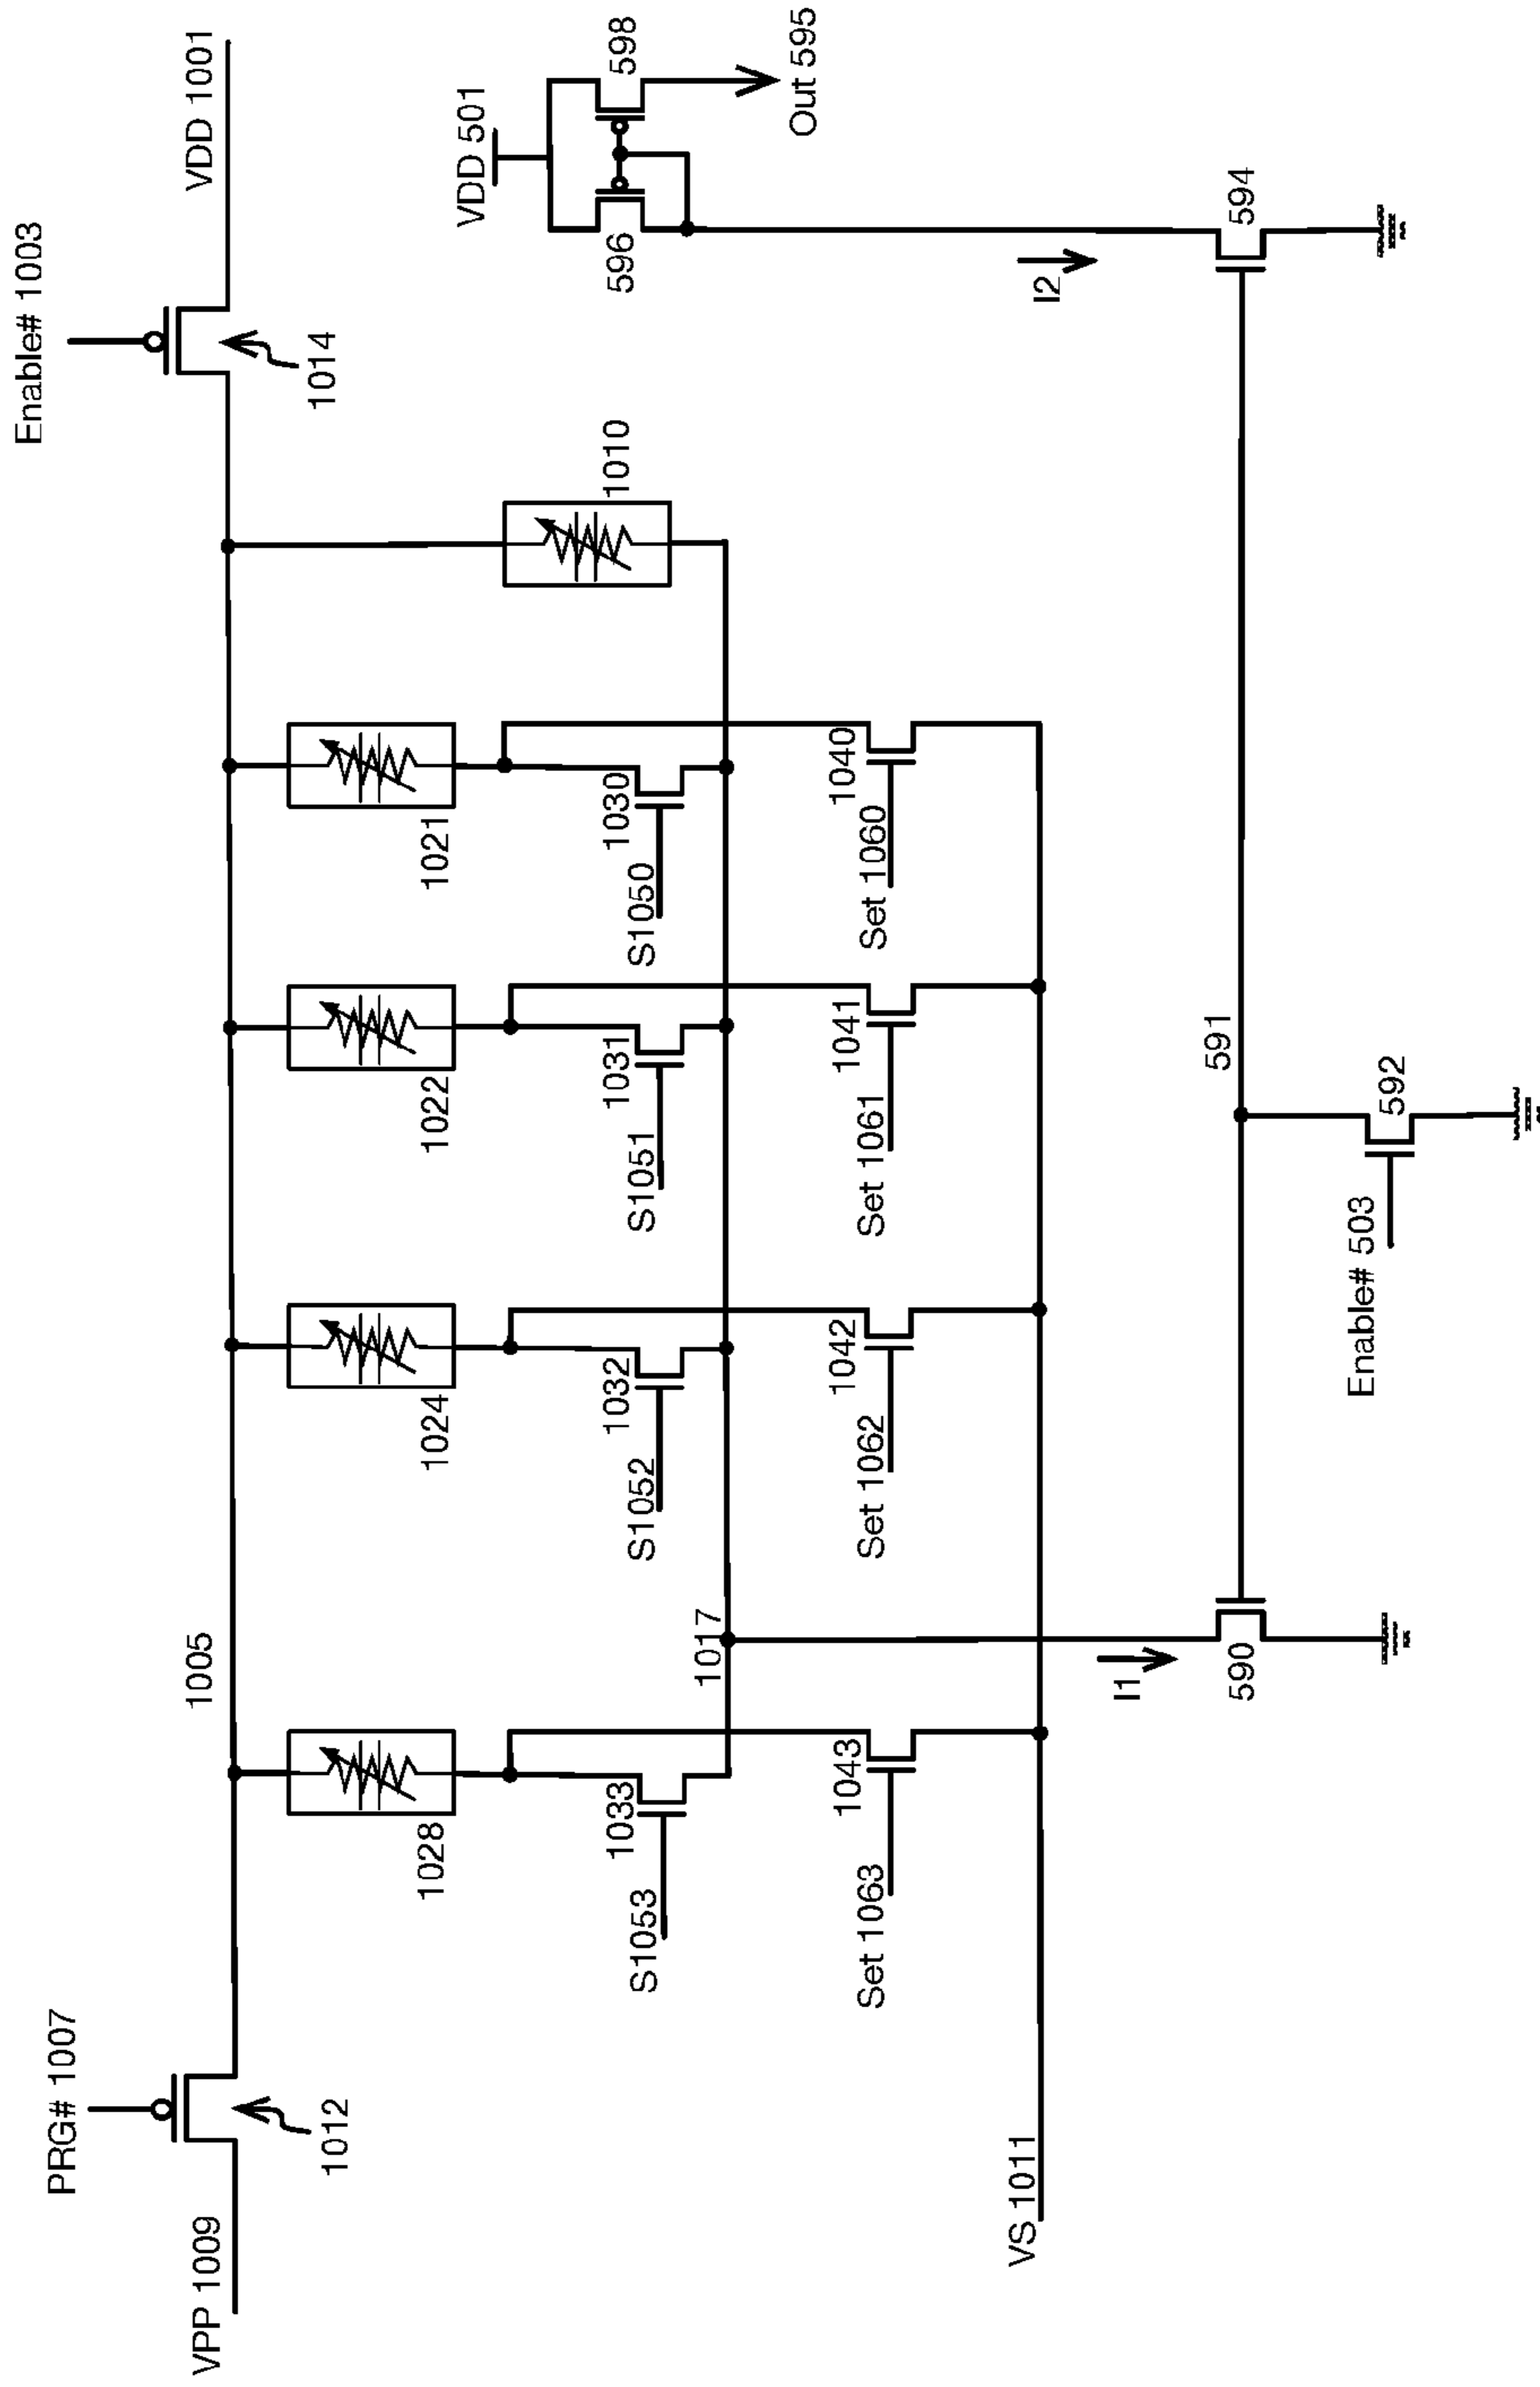 Enable# 1003
VDD 1001
1014
PRG# 1007
VPP 1009
1012
1005
1028
1024
1022
1021
1010
VDD 501
596
598
Out 595
S1053
1033
S1052
1032
S1051
1031
S1050
1030
1017
Set 1063
1043
Set 1062
1042
Set 1061
1041
Set 1060
1040
VS 1011
I1
I2
590
591
594
Enable# 503
592